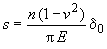 s = n(1-ν²)/πE δ₀